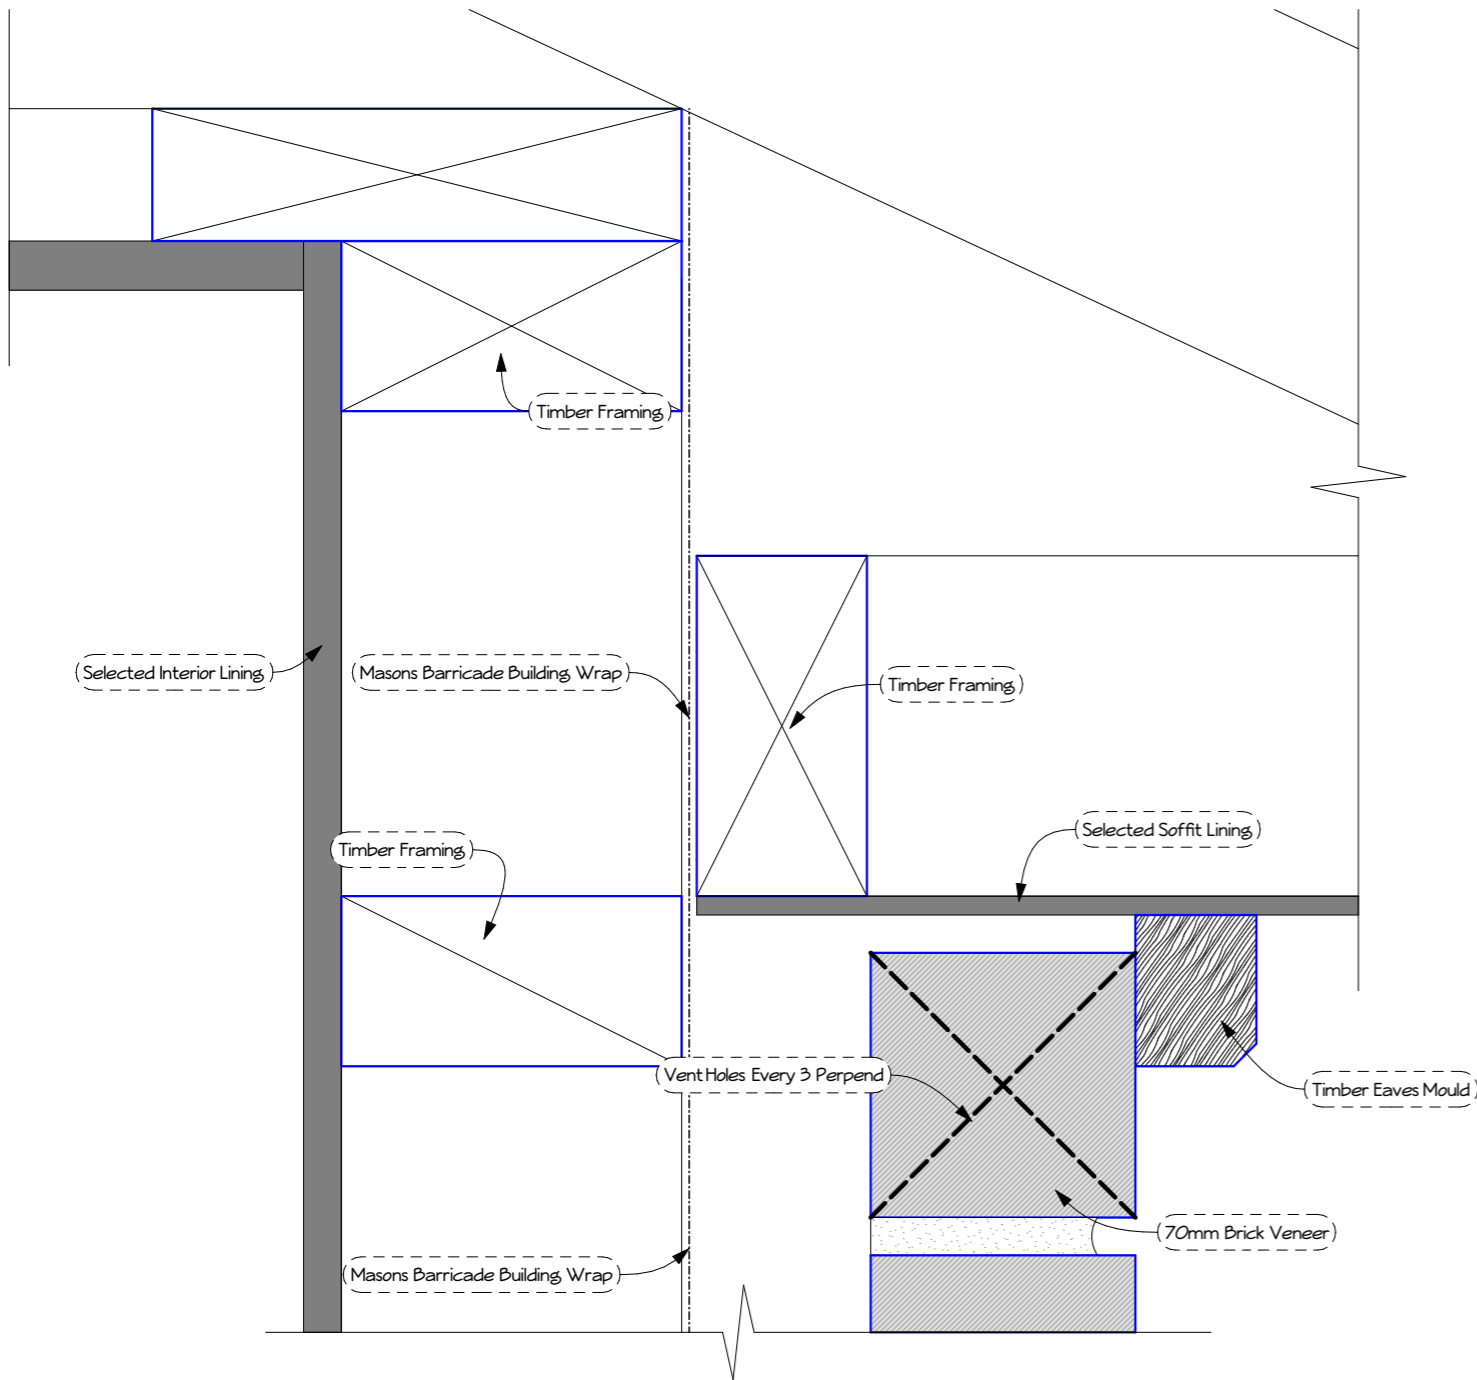 Timber Framing
Selected Interior Lining
Masons Barricade Building Wrap
Timber Framing
Selected Soffit Lining
Timber Framing
Vent Holes Every 3 Perpend
Timber Eaves Mould
70mm Brick Veneer
Masons Barricade Building Wrap